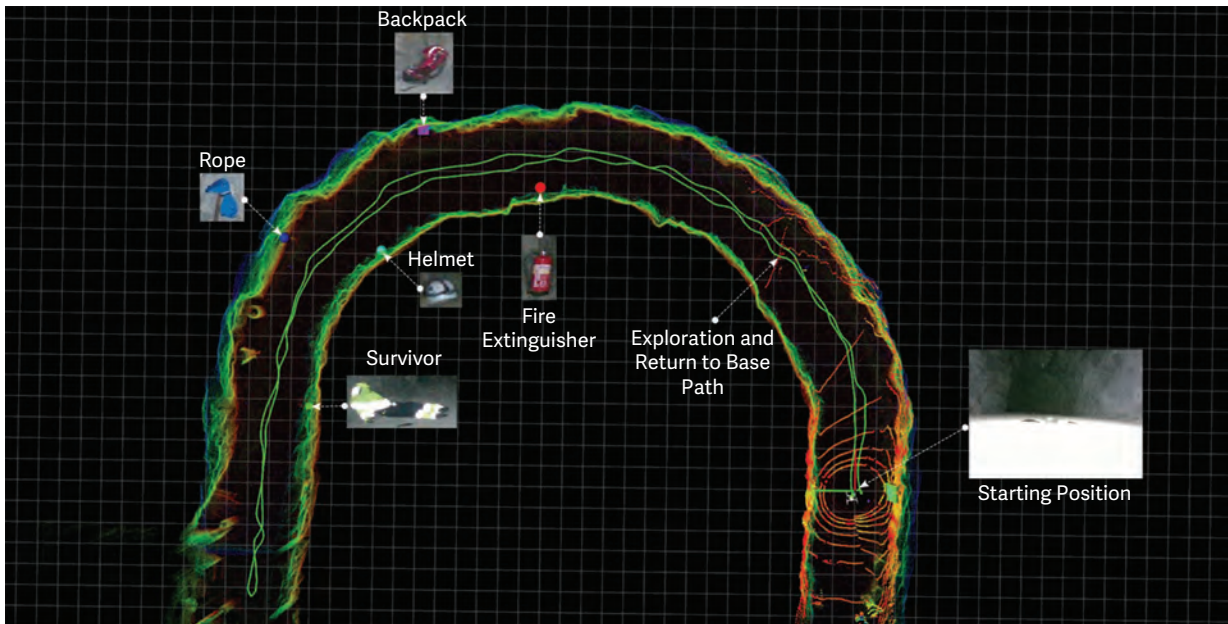 Backpack
Rope
Helmet
Fire
Extinguisher
Survivor
Exploration and
Return to Base
Path
Starting Position